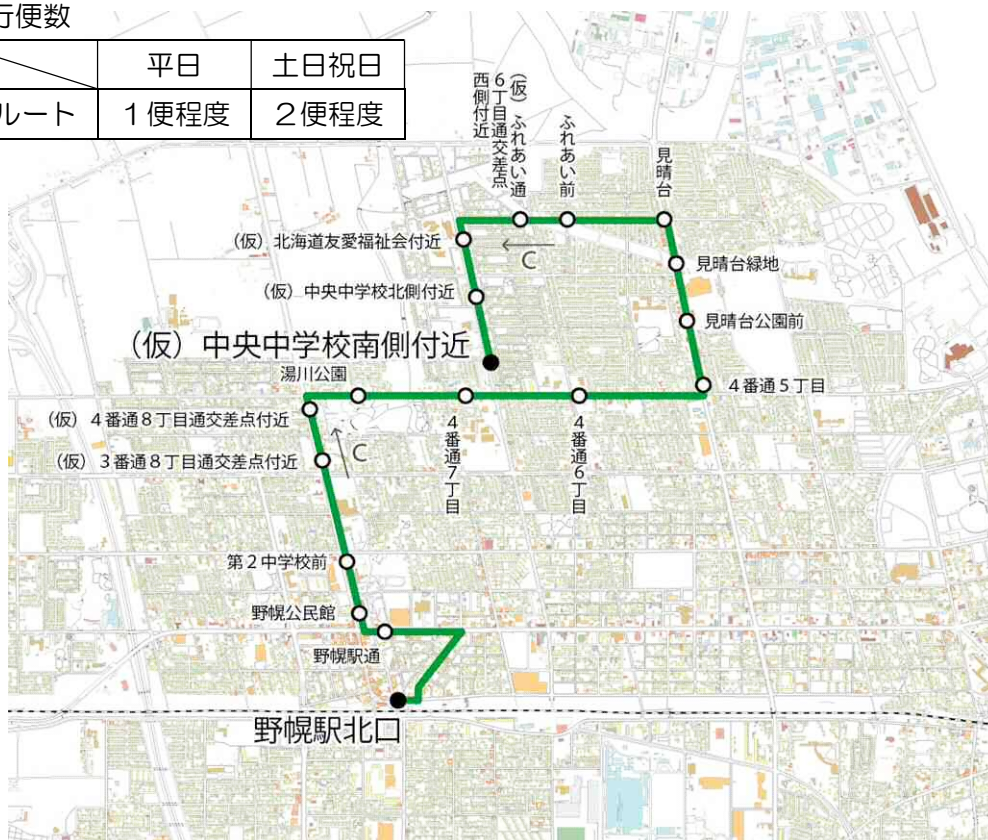 行便数
平日
土日祝日
ルート
1便程度
2便程度
(仮) ふれあい通
6丁目通交差点
西側付近
ふれあい前
見晴台
(仮) 北海道友愛福祉会付近
C
見晴台緑地
(仮) 中央中学校北側付近
見晴台公園前
(仮) 中央中学校南側付近
湯川公園
4番通5丁目
(仮) 4番通8丁目通交差点付近
C
4番通7丁目
4番通6丁目
(仮) 3番通8丁目通交差点付近
第2中学校前
野幌公民館
野幌駅通
野幌駅北口